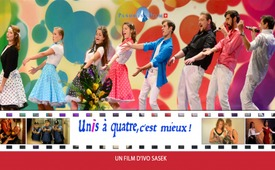 Unis à quatre, c'est mieux !
UN FILM D'IVO SASEK